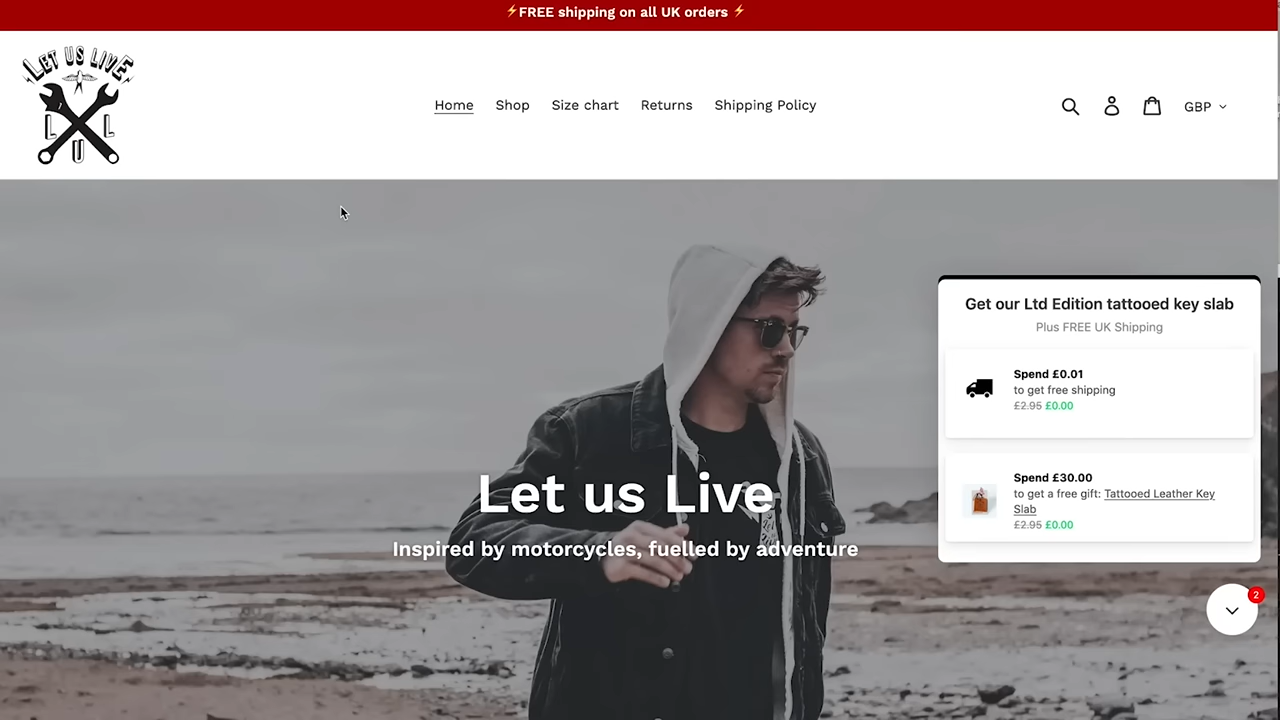 ⚡FREE shipping on all UK orders ⚡
LET US LIVE
L L
U
Home Shop Size chart Returns Shipping Policy
GBP
Get our Ltd Edition tattooed key slab
Plus FREE UK Shipping
Spend £0.01
to get free shipping
£2.95 £0.00
Spend £30.00
to get a free gift: Tattooed Leather Key
Slab
£2.95 £0.00
Let us Live
Inspired by motorcycles, fuelled by adventure
2